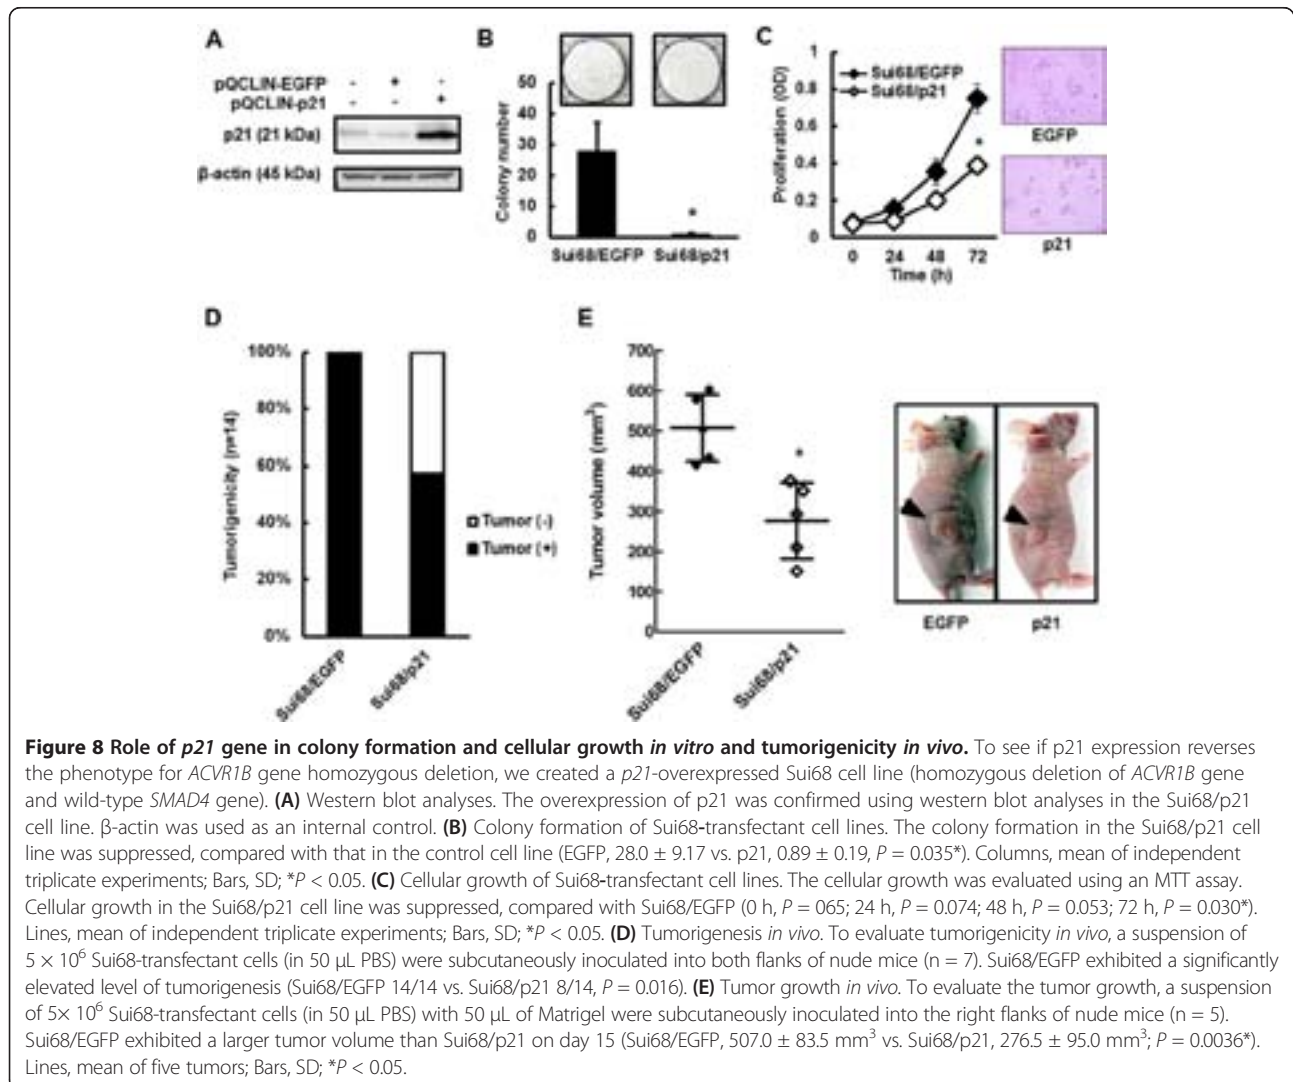 A
pQCLIN-EGFP - + -
pQCLIN-p21 - - +
p21 (21 kDa)
β-actin (45 kDa)
B
Colony number
50
40
30
20
10
0
*
Sui68/EGFP Sui68/p21
C
Proliferation (OD)
1
0.8
0.6
0.4
0.2
0
Sui68/EGFP
Sui68/p21
*
0 24 48 72
Time (h)
EGFP
p21
D
Tumorigenicity (n=14)
100%
80%
60%
40%
20%
0%
Tumor (-)
Tumor (+)
Sui68/EGFP
Sui68/p21
E
Tumor volume (mm³)
700
600
500
400
300
200
100
0
*
Sui68/EGFP
Sui68/p21
EGFP p21
Figure 8 Role of p21 gene in colony formation and cellular growth in vitro and tumorigenicity in vivo. To see if p21 expression reverses
the phenotype for ACVR1B gene homozygous deletion, we created a p21-overexpressed Sui68 cell line (homozygous deletion of ACVR1B gene
and wild-type SMAD4 gene). (A) Western blot analyses. The overexpression of p21 was confirmed using western blot analyses in the Sui68/p21
cell line. β-actin was used as an internal control. (B) Colony formation of Sui68-transfectant cell lines. The colony formation in the Sui68/p21 cell
line was suppressed, compared with that in the control cell line (EGFP, 28.0 ± 9.17 vs. p21, 0.89 ± 0.19, P = 0.035*). Columns, mean of independent
triplicate experiments; Bars, SD; *P < 0.05. (C) Cellular growth of Sui68-transfectant cell lines. The cellular growth was evaluated using an MTT assay.
Cellular growth in the Sui68/p21 cell line was suppressed, compared with Sui68/EGFP (0 h, P = 065; 24 h, P = 0.074; 48 h, P = 0.053; 72 h, P = 0.030*).
Lines, mean of independent triplicate experiments; Bars, SD; *P < 0.05. (D) Tumorigenesis in vivo. To evaluate tumorigenicity in vivo, a suspension of
5 × 10⁶ Sui68-transfectant cells (in 50 μL PBS) were subcutaneously inoculated into both flanks of nude mice (n = 7). Sui68/EGFP exhibited a significantly
elevated level of tumorigenesis (Sui68/EGFP 14/14 vs. Sui68/p21 8/14, P = 0.016). (E) Tumor growth in vivo. To evaluate the tumor growth, a suspension
of 5× 10⁶ Sui68-transfectant cells (in 50 μL PBS) with 50 μL of Matrigel were subcutaneously inoculated into the right flanks of nude mice (n = 5).
Sui68/EGFP exhibited a larger tumor volume than Sui68/p21 on day 15 (Sui68/EGFP, 507.0 ± 83.5 mm³ vs. Sui68/p21, 276.5 ± 95.0 mm³; P = 0.0036*).
Lines, mean of five tumors; Bars, SD; *P < 0.05.